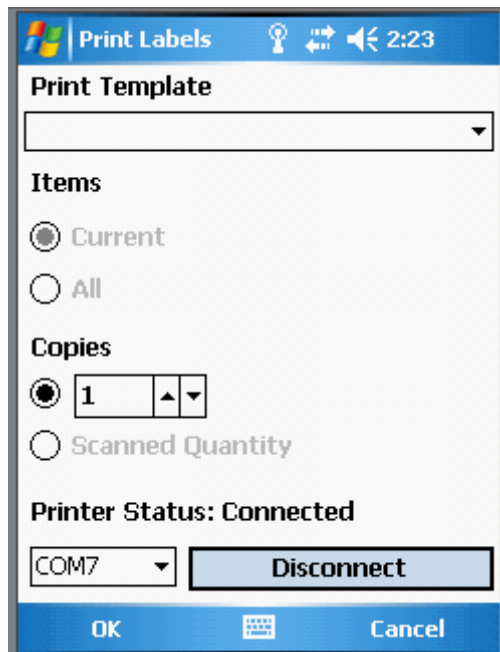 Print Labels 2:23
Print Template
Items
Current
All
Copies
1
Scanned Quantity
Printer Status: Connected
COM7 Disconnect
OK Cancel